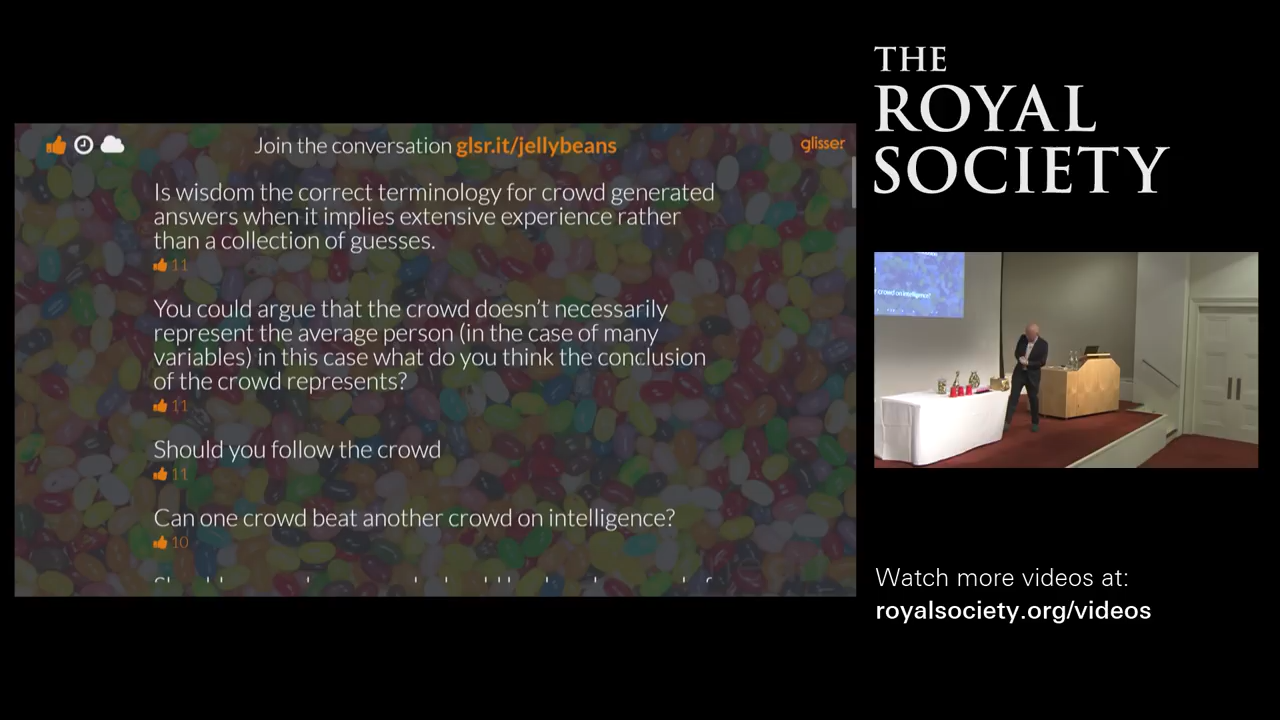 Join the conversation glsr.it/jellybeans
glisser
Is wisdom the correct terminology for crowd generated
answers when it implies extensive experience rather
than a collection of guesses.
11
You could argue that the crowd doesn't necessarily
represent the average person (in the case of many
variables) in this case what do you think the conclusion
of the crowd represents?
11
Should you follow the crowd
11
Can one crowd beat another crowd on intelligence?
10
THE
ROYAL
SOCIETY
crowd on intelligence?
Watch more videos at:
royalsociety.org/videos